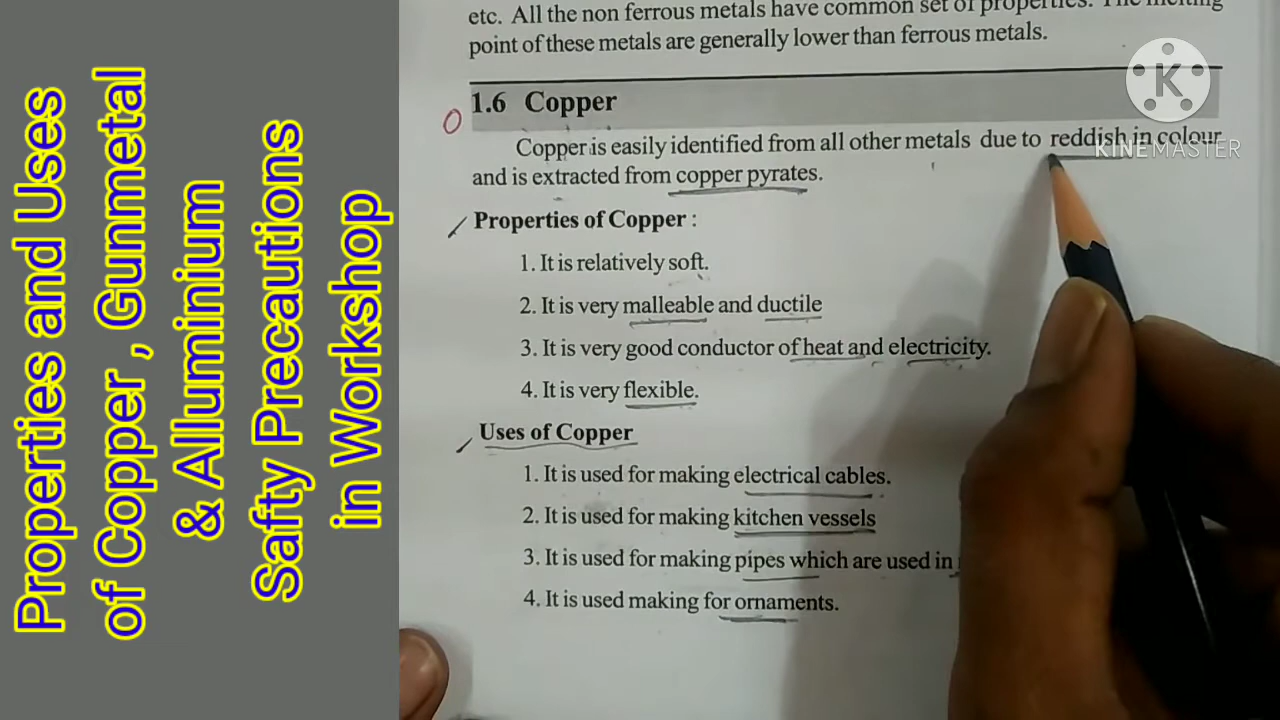 Properties and Uses
of Copper , Gunmetal
& Alluminium
Safty Precautions
in Workshop
etc. All the non ferrous metals have common set of properties. The melting
point of these metals are generally lower than ferrous metals.
1.6 Copper
Copper is easily identified from all other metals due to reddish in colour
and is extracted from copper pyrates.
Properties of Copper :
1. It is relatively soft.
2. It is very malleable and ductile
3. It is very good conductor of heat and electricity.
4. It is very flexible.
Uses of Copper
1. It is used for making electrical cables.
2. It is used for making kitchen vessels
3. It is used for making pipes which are used in
4. It is used making for ornaments.
K
KINEMASTER